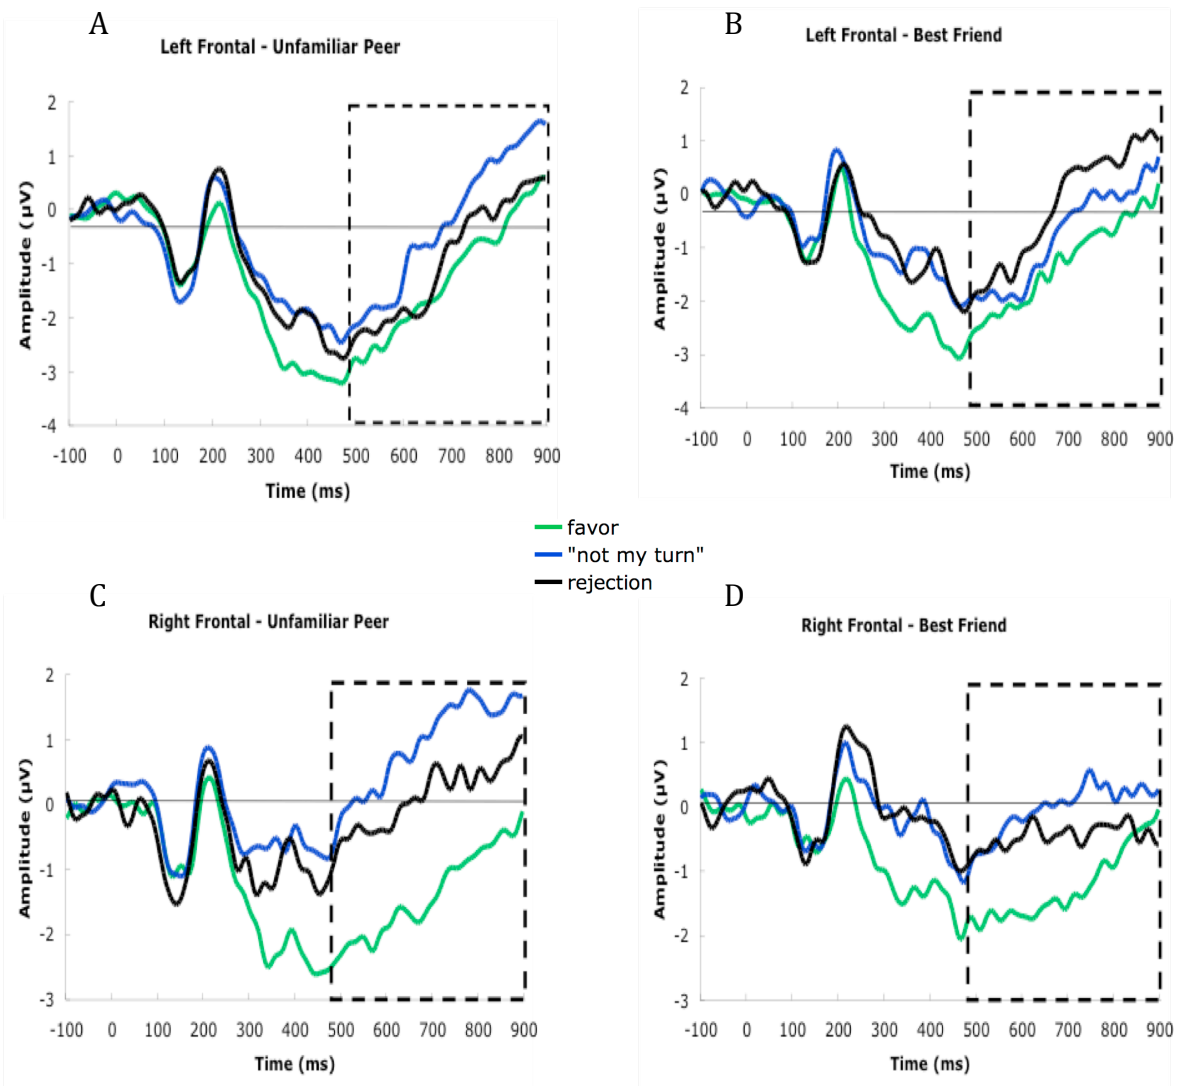 A
Left Frontal - Unfamiliar Peer
Amplitude (µV)
2
1
0
-1
-2
-3
-4
-100 0 100 200 300 400 500 600 700 800 900
Time (ms)
B
Left Frontal - Best Friend
Amplitude (µV)
2
1
0
-1
-2
-3
-4
-100 0 100 200 300 400 500 600 700 800 900
Time (ms)
favor
"not my turn"
rejection
C
Right Frontal - Unfamiliar Peer
Amplitude (µV)
2
1
0
-1
-2
-3
-100 0 100 200 300 400 500 600 700 800 900
Time (ms)
D
Right Frontal - Best Friend
Amplitude (µV)
2
1
0
-1
-2
-3
-100 0 100 200 300 400 500 600 700 800 900
Time (ms)